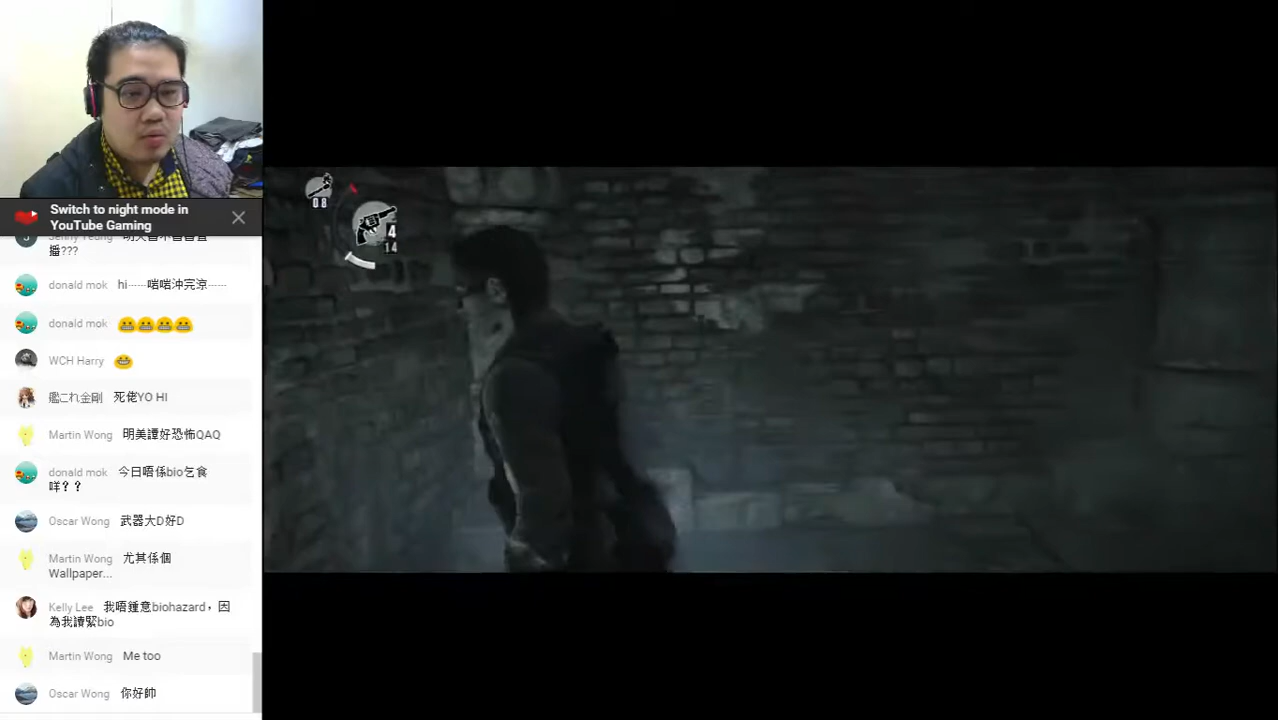 08
4
14
Switch to night mode in
YouTube Gaming
播???
donald mok hi······啱啱沖完涼······
donald mok
WCH Harry
艦これ金剛 死佬YO HI
Martin Wong 明美譚好恐怖QAQ
donald mok 今日唔係bio乞食
咩？？
Oscar Wong 武器大D好D
Martin Wong 尤其係個
Wallpaper...
Kelly Lee 我唔鍾意biohazard，因
為我讀緊bio
Martin Wong Me too
Oscar Wong 你好帥